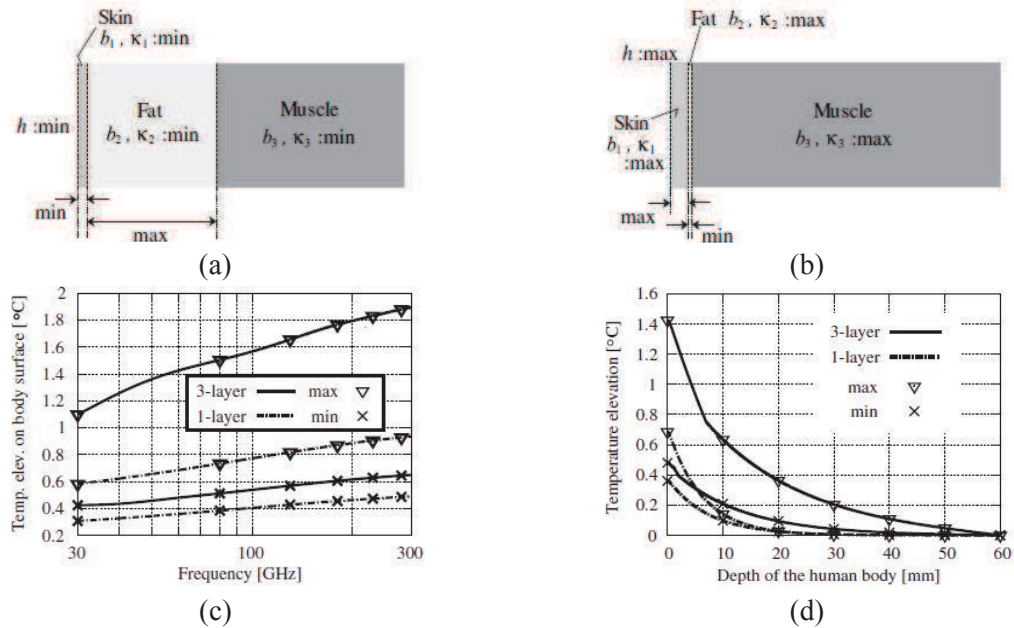 Skin
b₁ , κ₁ :min
h :min
Fat
b₂ , κ₂ :min
Muscle
b₃ , κ₃ :min
min
max
(a)
Fat b₂ , κ₂ :max
h :max
Skin
b₁ , κ₁
:max
Muscle
b₃ , κ₃ :max
max
min
(b)
Temp. elev. on body surface [°C]
2
1.8
1.6
1.4
1.2
1
0.8
0.6
0.4
0.2
3-layer max
1-layer min
30 100 300
Frequency [GHz]
(c)
Temperature elevation [°C]
1.6
1.4
1.2
1
0.8
0.6
0.4
0.2
0
3-layer
1-layer
max
min
0 10 20 30 40 50 60
Depth of the human body [mm]
(d)